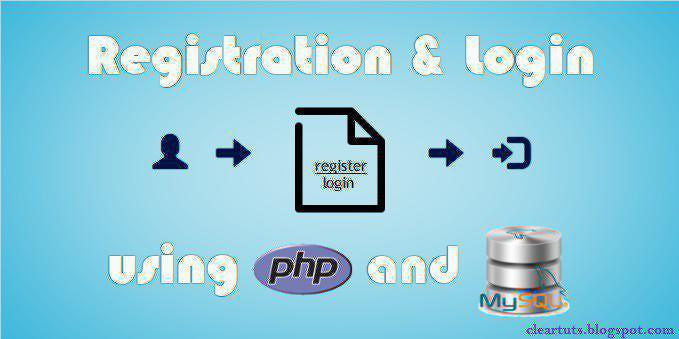 Registration & Login
register
login
using php and
MySQL
cleartuts.blogspot.com